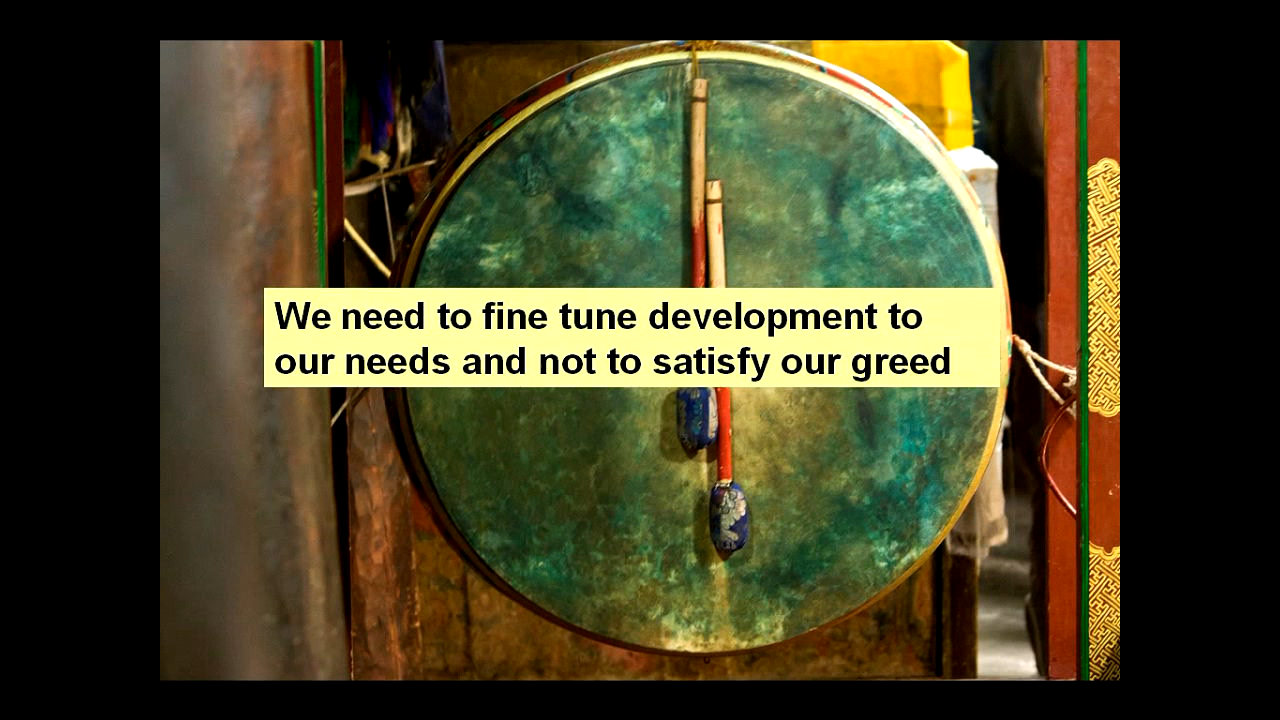 We need to fine tune development to
our needs and not to satisfy our greed